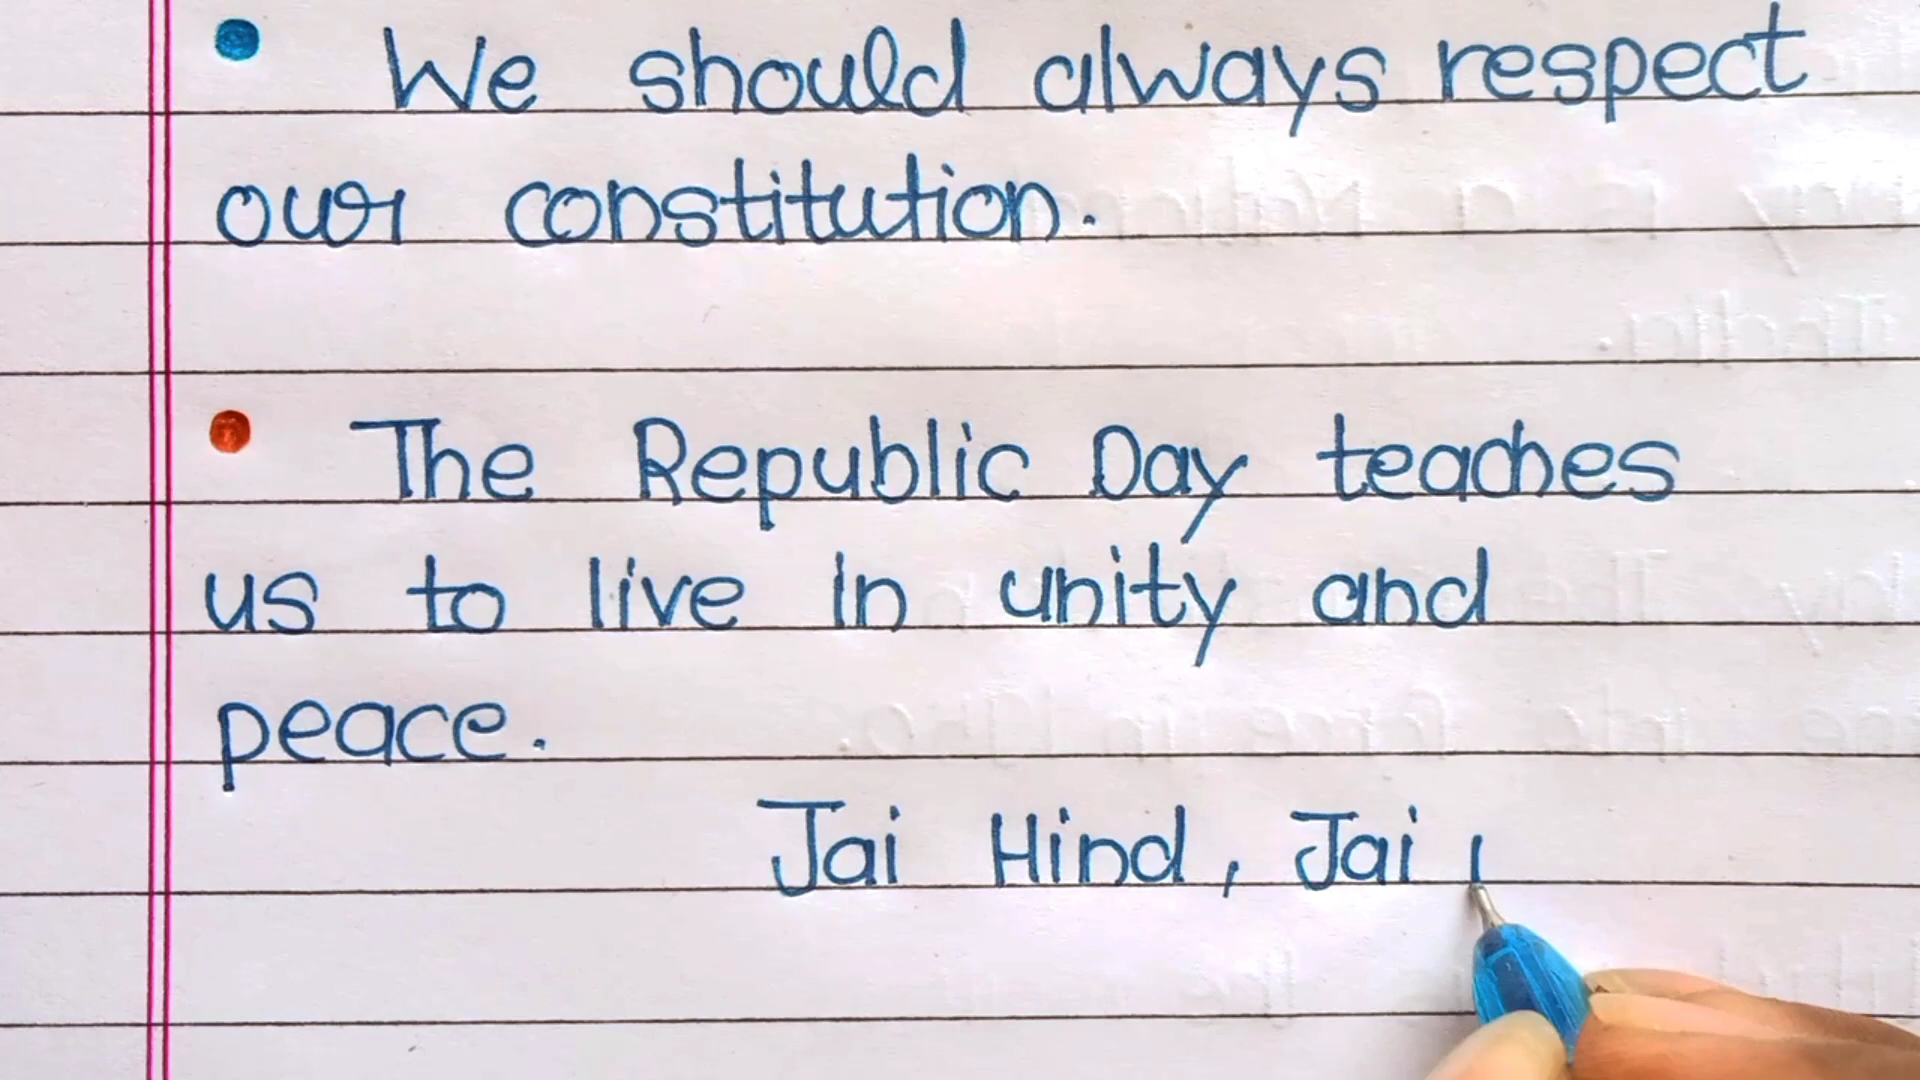 We should always respect
our constitution.
The Republic Day teaches
us to live in unity and
peace.
Jai Hind, Jai